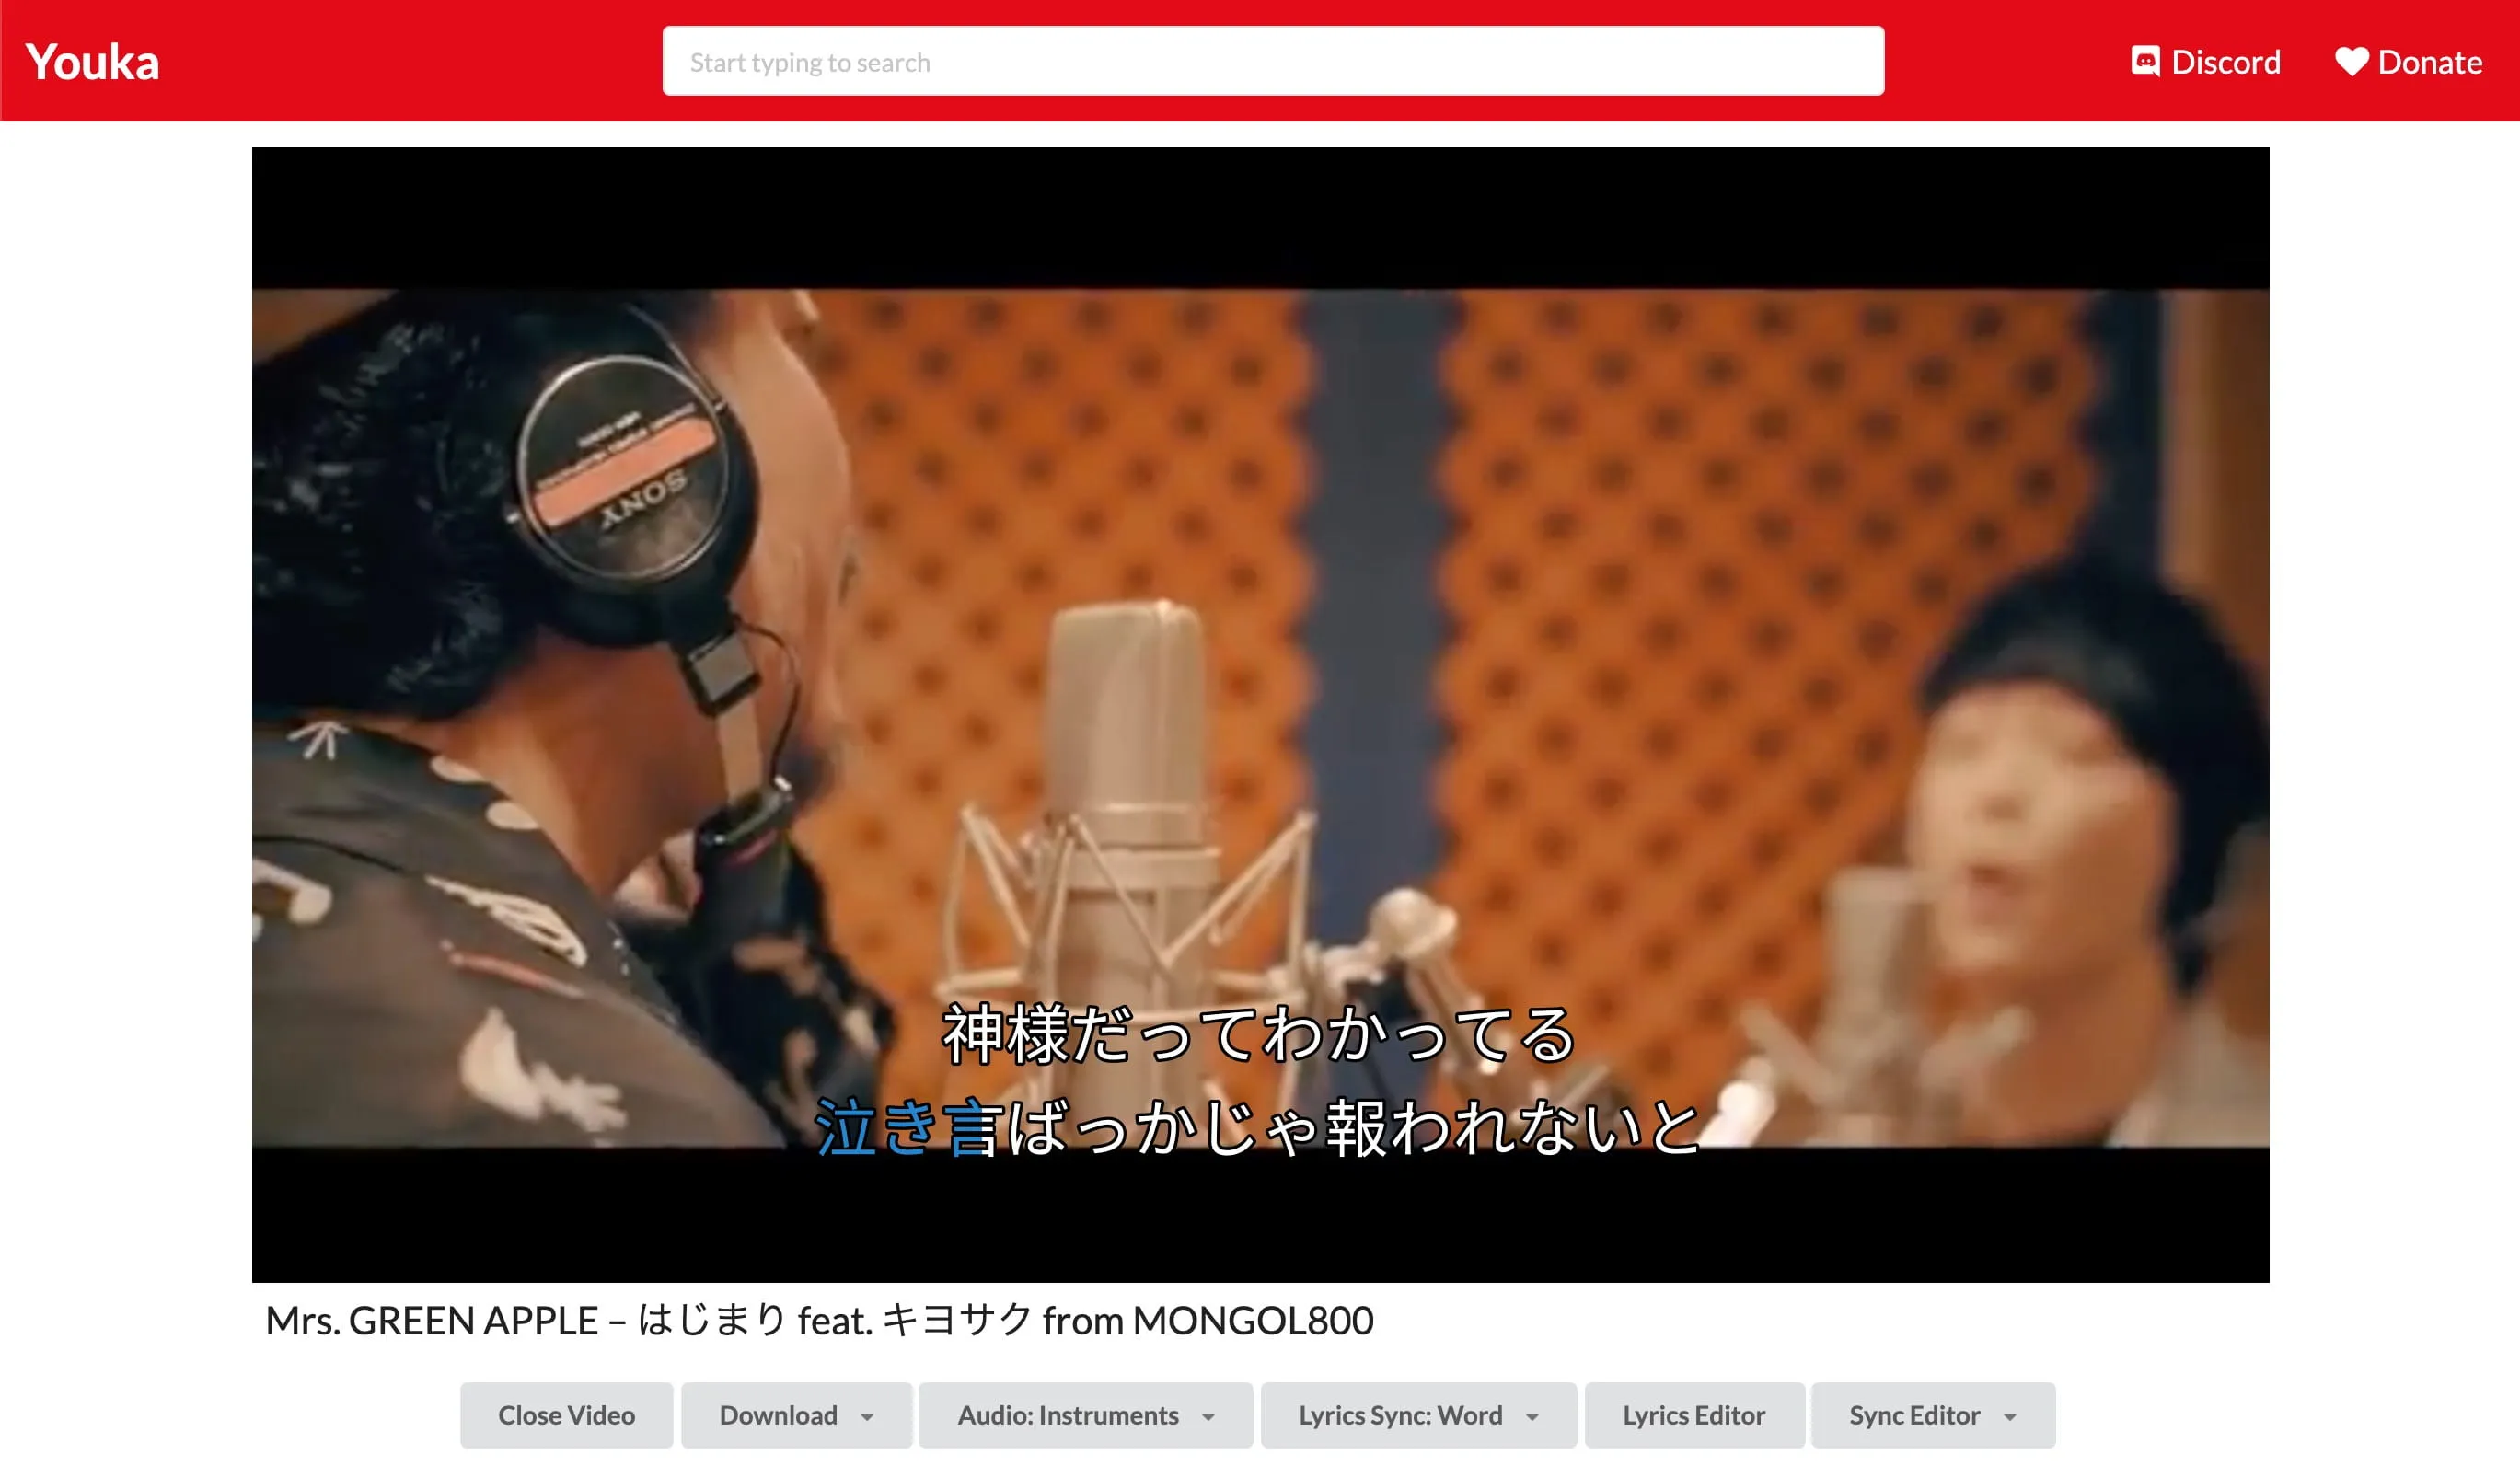 Youka
Start typing to search
Discord
Donate
SONY
神様だってわかってる
泣き言ばっかじゃ報われないと
Mrs. GREEN APPLE – はじまり feat. キヨサク from MONGOL800
Close Video
Download
Audio: Instruments
Lyrics Sync: Word
Lyrics Editor
Sync Editor